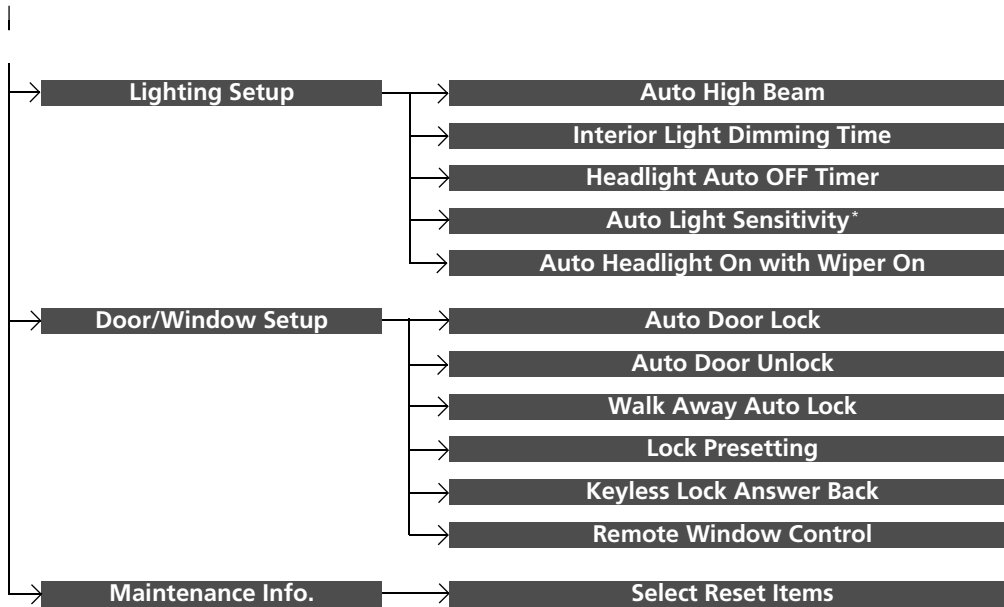 Lighting Setup
Auto High Beam
Interior Light Dimming Time
Headlight Auto OFF Timer
Auto Light Sensitivity*
Auto Headlight On with Wiper On
Door/Window Setup
Auto Door Lock
Auto Door Unlock
Walk Away Auto Lock
Lock Presetting
Keyless Lock Answer Back
Remote Window Control
Maintenance Info.
Select Reset Items